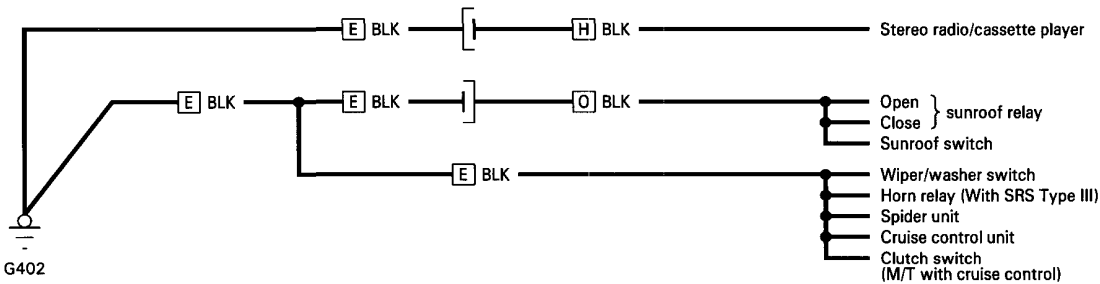 E BLK H BLK Stereo radio/cassette player
E BLK E BLK O BLK Open
Close
sunroof relay
Sunroof switch
E BLK Wiper/washer switch
Horn relay (With SRS Type III)
Spider unit
Cruise control unit
Clutch switch
(M/T with cruise control)
G402